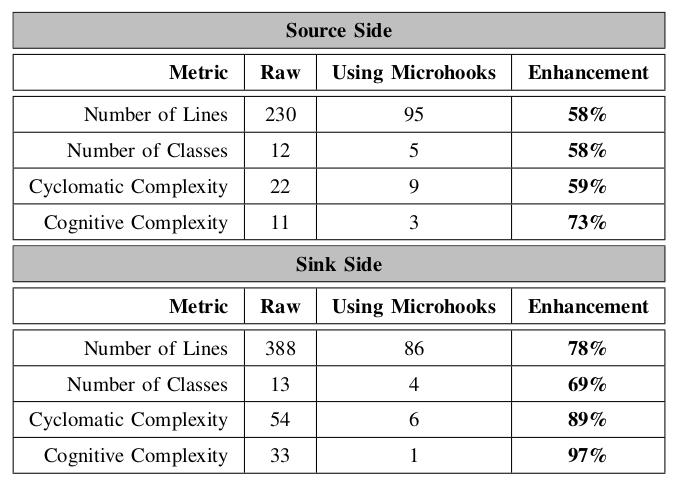 Source Side
Metric Raw Using Microhooks Enhancement
Number of Lines 230 95 58%
Number of Classes 12 5 58%
Cyclomatic Complexity 22 9 59%
Cognitive Complexity 11 3 73%
Sink Side
Metric Raw Using Microhooks Enhancement
Number of Lines 388 86 78%
Number of Classes 13 4 69%
Cyclomatic Complexity 54 6 89%
Cognitive Complexity 33 1 97%